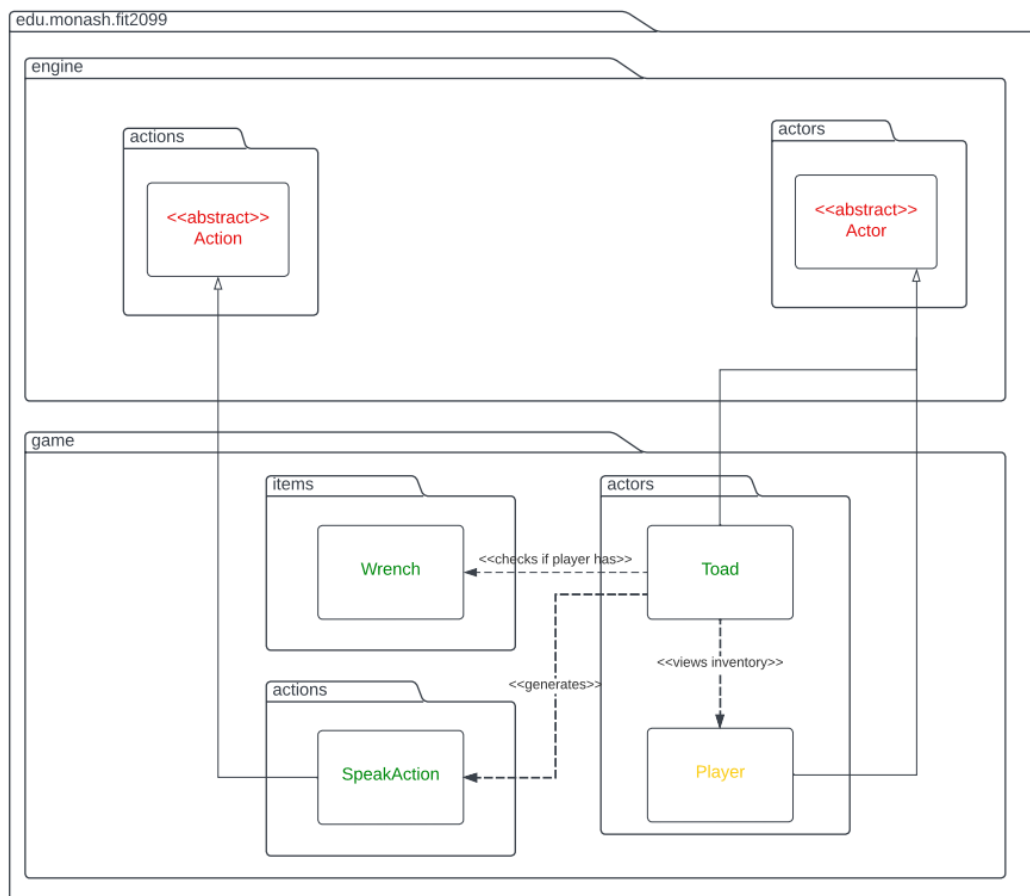 edu.monash.fit2099
engine
actions
<<abstract>>
Action
actors
<<abstract>>
Actor
game
items
Wrench
<<checks if player has>>
actors
Toad
<<views inventory>>
<<generates>>
actions
SpeakAction
Player